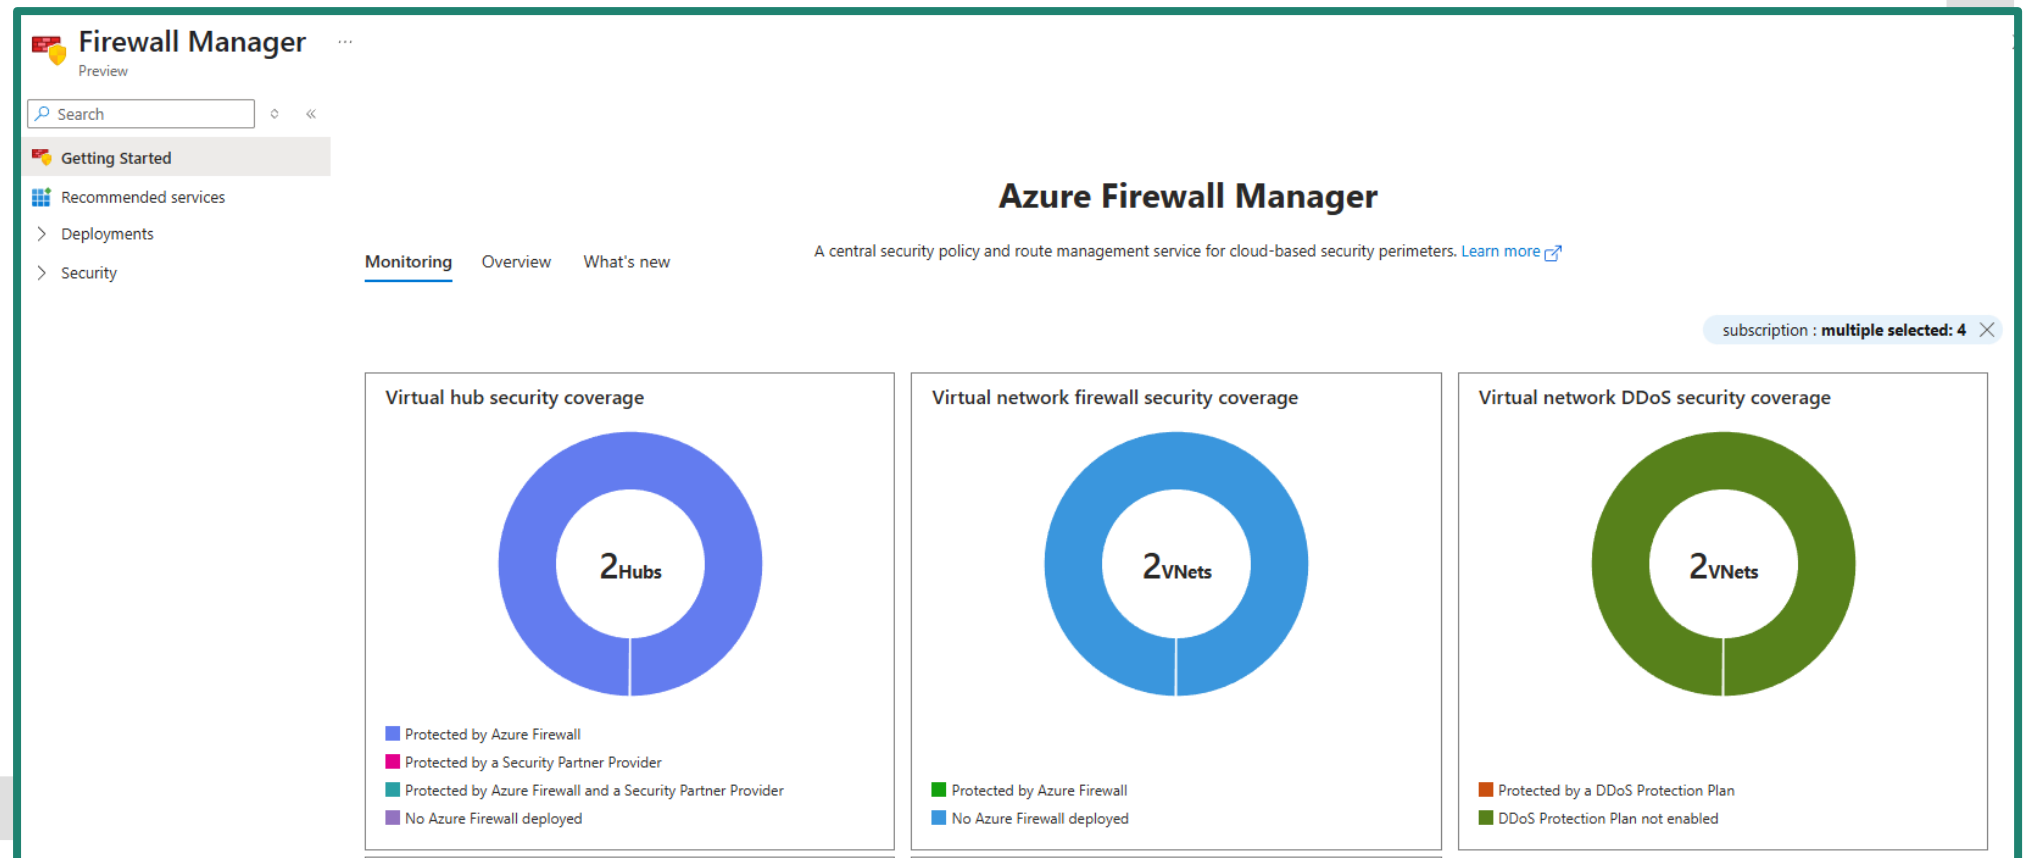 Firewall Manager
...
Preview
Search
Getting Started
Recommended services
Deployments
Security
Azure Firewall Manager
A central security policy and route management service for cloud-based security perimeters. Learn more
Monitoring Overview What's new
subscription : multiple selected: 4
Virtual hub security coverage
2Hubs
Protected by Azure Firewall
Protected by a Security Partner Provider
Protected by Azure Firewall and a Security Partner Provider
No Azure Firewall deployed
Virtual network firewall security coverage
2VNets
Protected by Azure Firewall
No Azure Firewall deployed
Virtual network DDoS security coverage
2VNets
Protected by a DDoS Protection Plan
DDoS Protection Plan not enabled